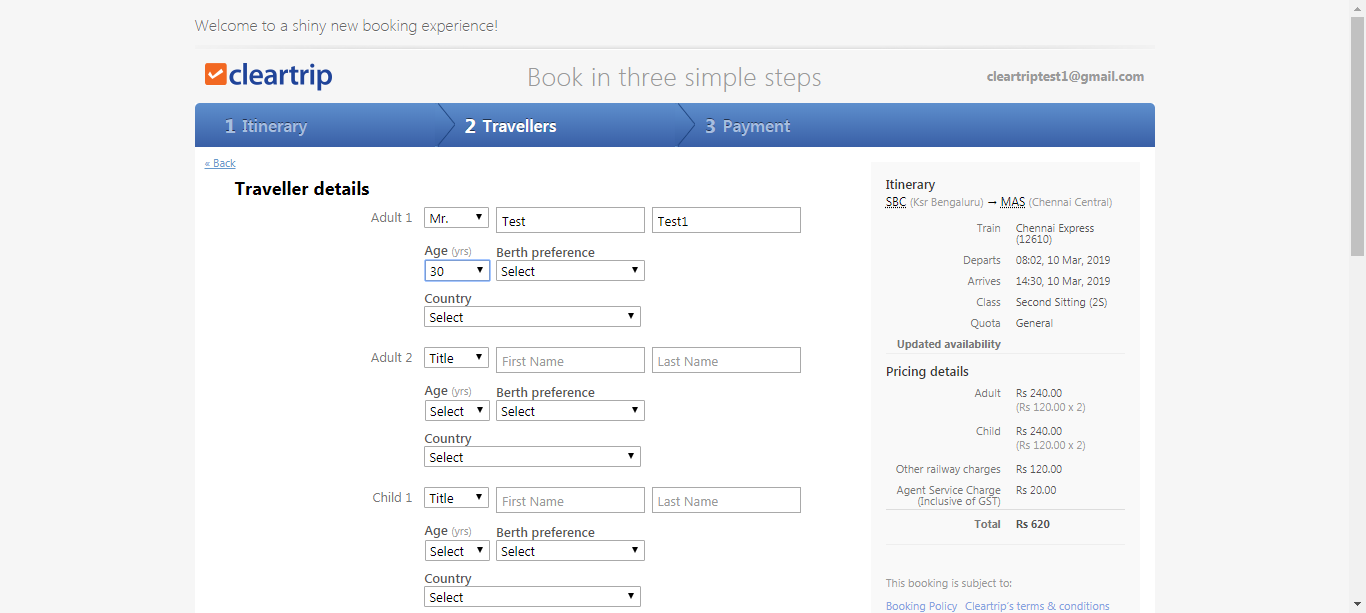 Welcome to a shiny new booking experience!
cleartrip
Book in three simple steps
cleartriptest1@gmail.com
1 Itinerary
2 Travellers
3 Payment
« Back
Traveller details
Adult 1 Mr. Test Test1
Age (yrs) Berth preference
30 Select
Country
Select
Adult 2 Title First Name Last Name
Age (yrs) Berth preference
Select Select
Country
Select
Child 1 Title First Name Last Name
Age (yrs) Berth preference
Select Select
Country
Select
Itinerary
SBC (Ksr Bengaluru) → MAS (Chennai Central)
Train Chennai Express
(12610)
Departs 08:02, 10 Mar, 2019
Arrives 14:30, 10 Mar, 2019
Class Second Sitting (2S)
Quota General
Updated availability
Pricing details
Adult Rs 240.00
(Rs 120.00 x 2)
Child Rs 240.00
(Rs 120.00 x 2)
Other railway charges Rs 120.00
Agent Service Charge Rs 20.00
(Inclusive of GST)
Total Rs 620
This booking is subject to:
Booking Policy Cleartrip's terms & conditions